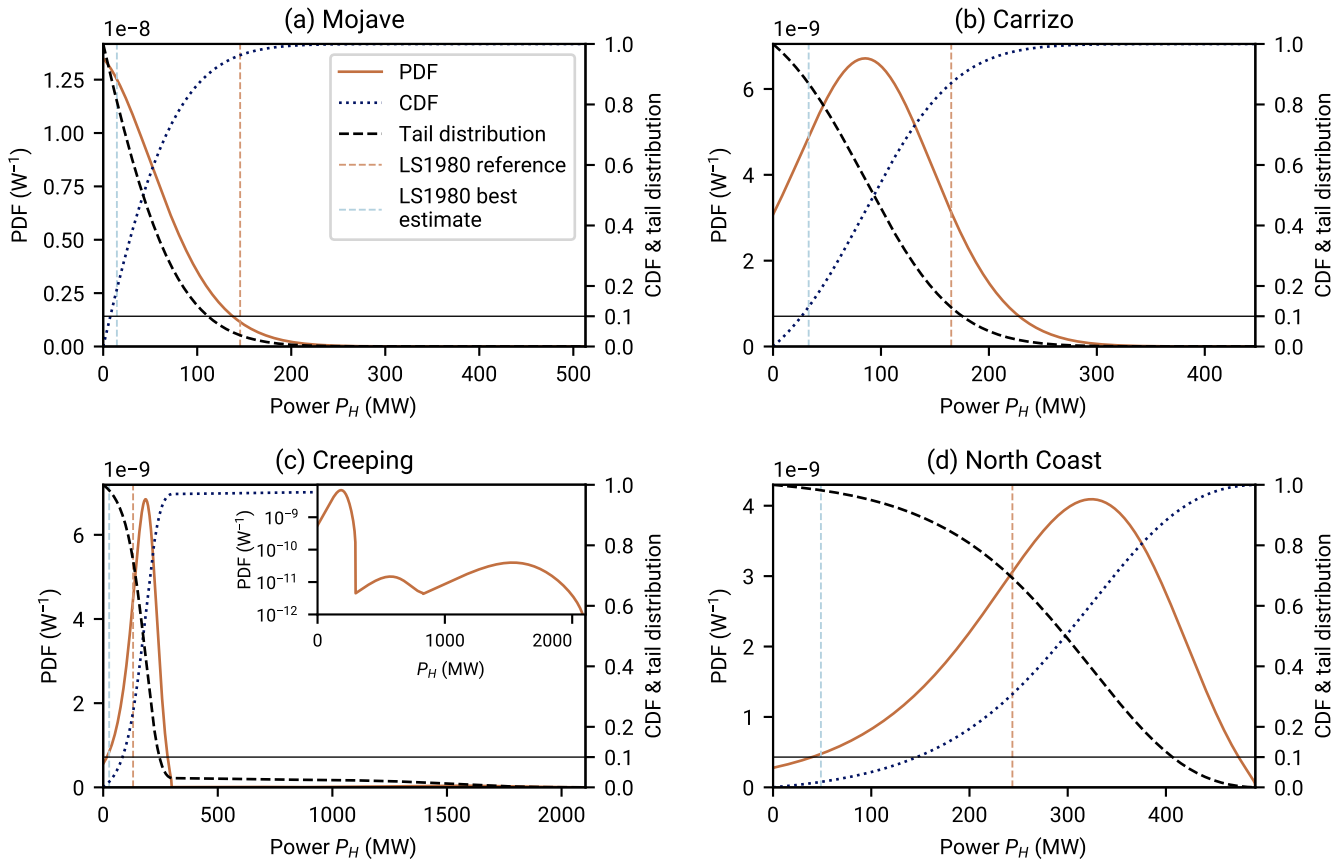 (a) Mojave
1e−8
PDF (W⁻¹)
1.25
1.00
0.75
0.50
0.25
0.00
0
100
200
300
400
500
Power P_H (MW)
1.0
0.8
0.6
0.4
0.2
0.1
0.0
CDF & tail distribution
PDF
CDF
Tail distribution
LS1980 reference
LS1980 best
estimate
(b) Carrizo
1e−9
PDF (W⁻¹)
6
4
2
0
0
100
200
300
400
Power P_H (MW)
1.0
0.8
0.6
0.4
0.2
0.1
0.0
CDF & tail distribution
(c) Creeping
1e−9
PDF (W⁻¹)
6
4
2
0
0
500
1000
1500
2000
Power P_H (MW)
1.0
0.8
0.6
0.4
0.2
0.1
0.0
CDF & tail distribution
PDF (W⁻¹)
10⁻⁹
10⁻¹⁰
10⁻¹¹
10⁻¹²
0
1000
2000
P_H (MW)
(d) North Coast
1e−9
PDF (W⁻¹)
4
3
2
1
0
0
100
200
300
400
Power P_H (MW)
1.0
0.8
0.6
0.4
0.2
0.1
0.0
CDF & tail distribution